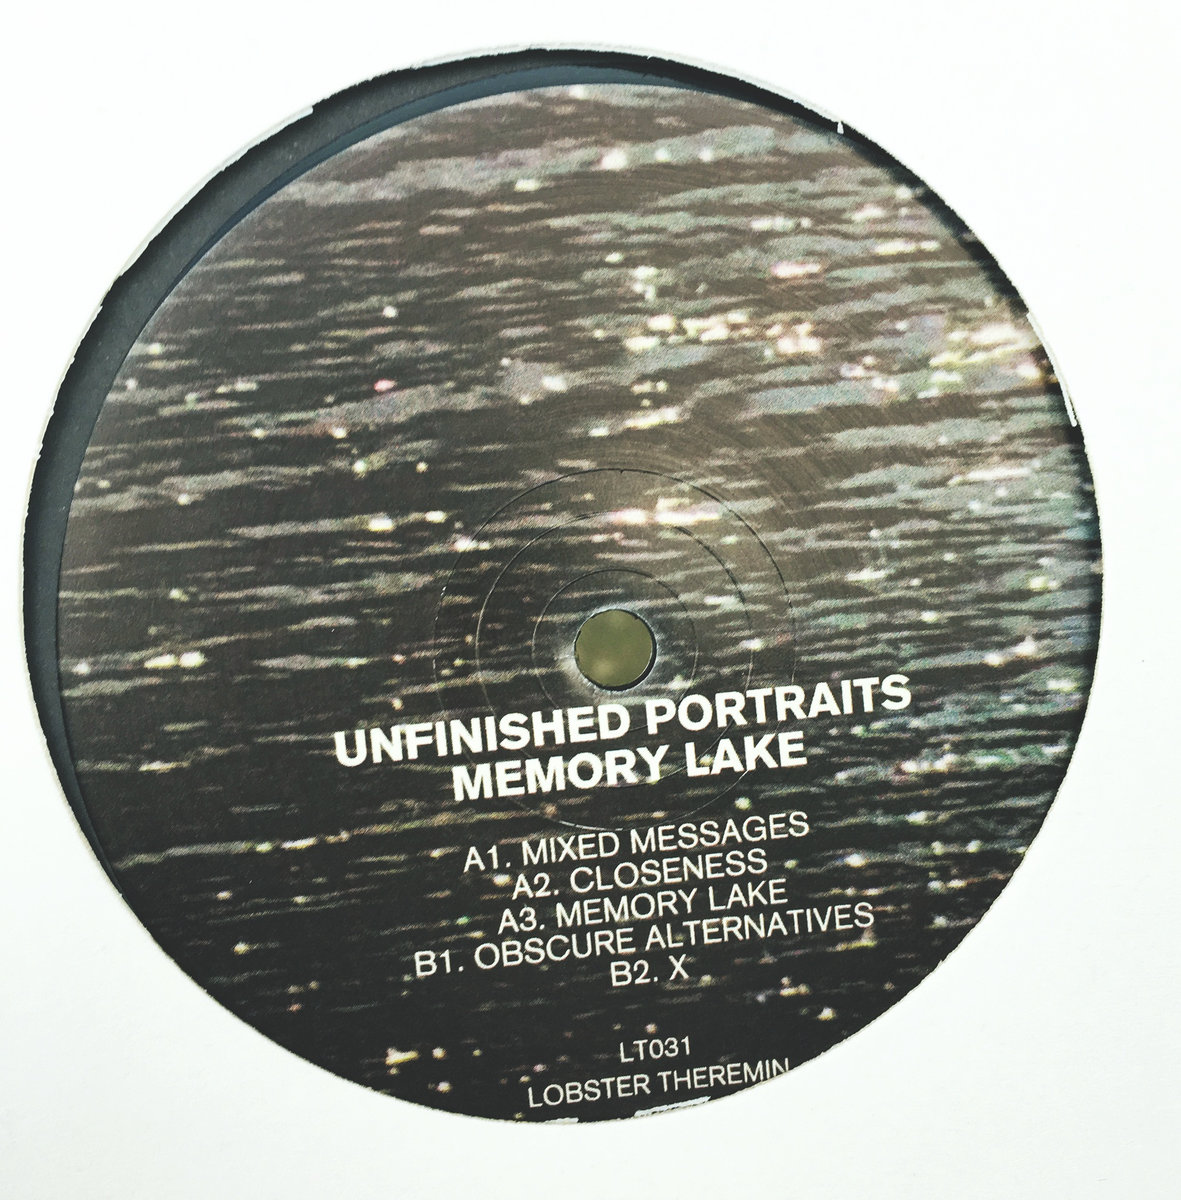 UNFINISHED PORTRAITS
MEMORY LAKE
A1. MIXED MESSAGES
A2. CLOSENESS
A3. MEMORY LAKE
B1. OBSCURE ALTERNATIVES
B2. X
LT031
LOBSTER THEREMIN